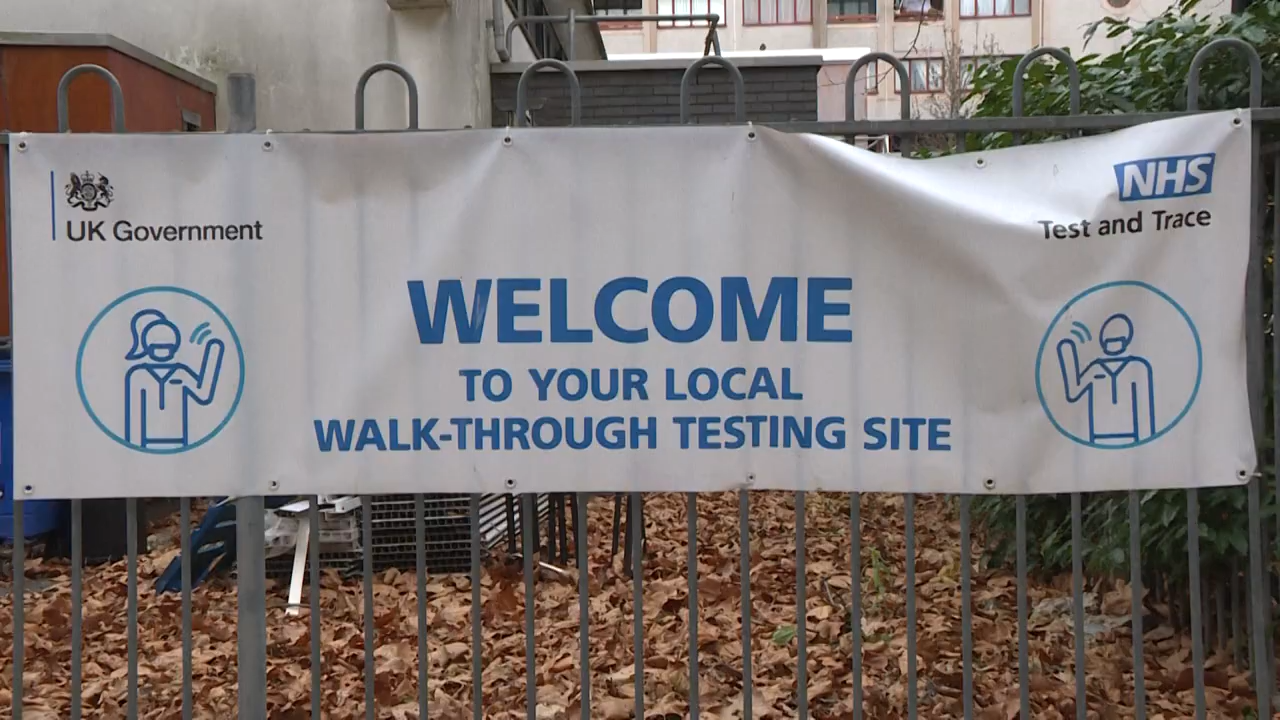 UK Government
NHS
Test and Trace
WELCOME
TO YOUR LOCAL
WALK-THROUGH TESTING SITE